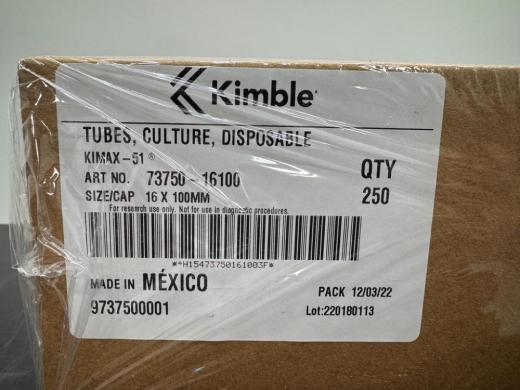 Kimble
TUBES, CULTURE, DISPOSABLE
KIMAX-51®
ART NO. 73750-16100
SIZE/CAP 16 X 100MM
QTY
250
For research use only. Not for use in diagnostic procedures.
*+H15473750161003F*
MADE IN MÉXICO
9737500001
PACK 12/03/22
Lot:220180113